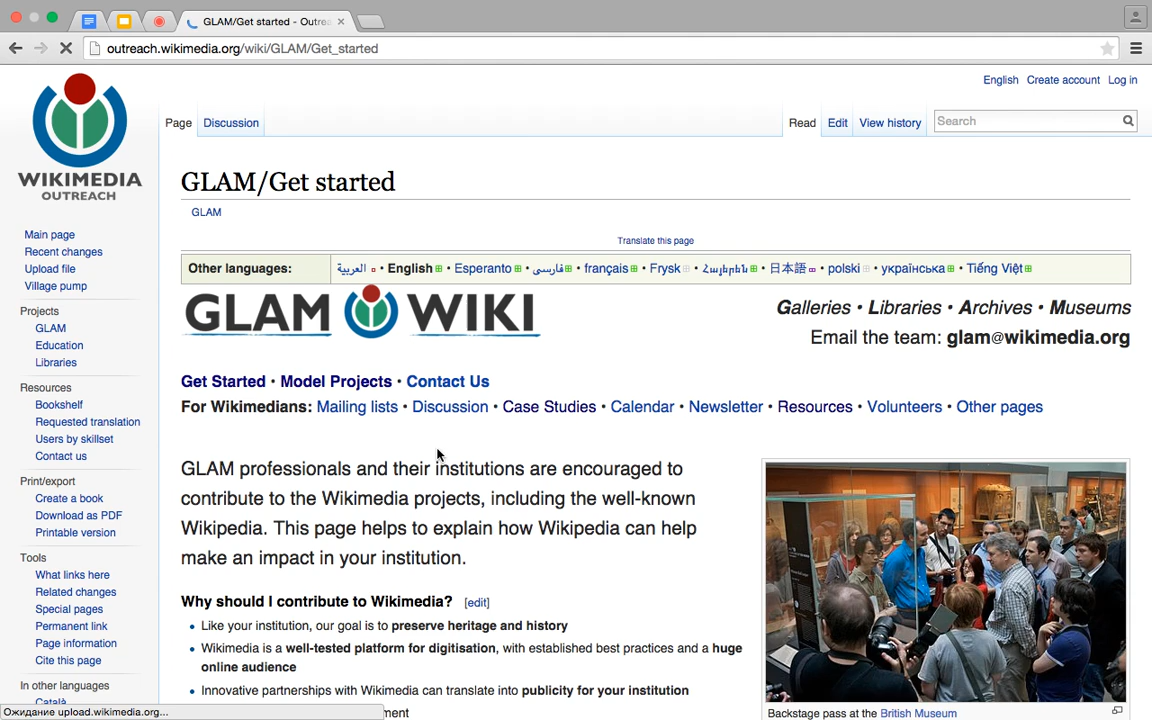 GLAM/Get started - Outrea
outreach.wikimedia.org/wiki/GLAM/Get_started
English Create account Log in
WIKIMEDIA
OUTREACH
Page Discussion Read Edit View history Search
GLAM/Get started
GLAM
Translate this page
Other languages: العربية • English • Esperanto • فارسی • français • Frysk • Հայերեն • 日本語 • polski • українська • Tiếng Việt
GLAM WIKI
Galleries • Libraries • Archives • Museums
Email the team: glam@wikimedia.org
Get Started • Model Projects • Contact Us
For Wikimedians: Mailing lists • Discussion • Case Studies • Calendar • Newsletter • Resources • Volunteers • Other pages
GLAM professionals and their institutions are encouraged to
contribute to the Wikimedia projects, including the well-known
Wikipedia. This page helps to explain how Wikipedia can help
make an impact in your institution.
Why should I contribute to Wikimedia? [edit]
Like your institution, our goal is to preserve heritage and history
Wikimedia is a well-tested platform for digitisation, with established best practices and a huge
online audience
Innovative partnerships with Wikimedia can translate into publicity for your institution
ment
Backstage pass at the British Museum
Main page
Recent changes
Upload file
Village pump
Projects
GLAM
Education
Libraries
Resources
Bookshelf
Requested translation
Users by skillset
Contact us
Print/export
Create a book
Download as PDF
Printable version
Tools
What links here
Related changes
Special pages
Permanent link
Page information
Cite this page
In other languages
Català
Ожидание upload.wikimedia.org...